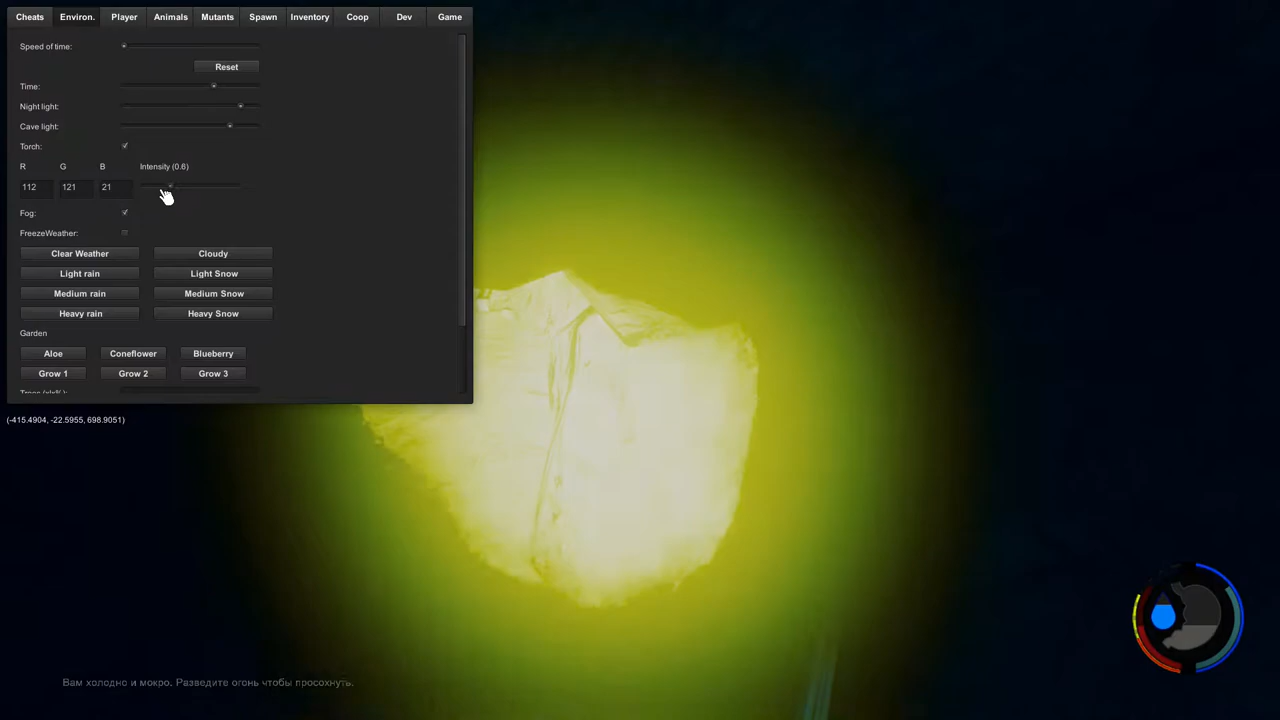 Cheats Environ. Player Animals Mutants Spawn Inventory Coop Dev Game
Speed of time:
Reset
Time:
Night light:
Cave light:
Torch:
R G B Intensity (0.6)
112 121 21
Fog:
FreezeWeather:
Clear Weather Cloudy
Light rain Light Snow
Medium rain Medium Snow
Heavy rain Heavy Snow
Garden
Aloe Coneflower Blueberry
Grow 1 Grow 2 Grow 3
(-415.4904, -22.5955, 698.9051)
Вам холодно и мокро. Разведите огонь чтобы просохнуть.